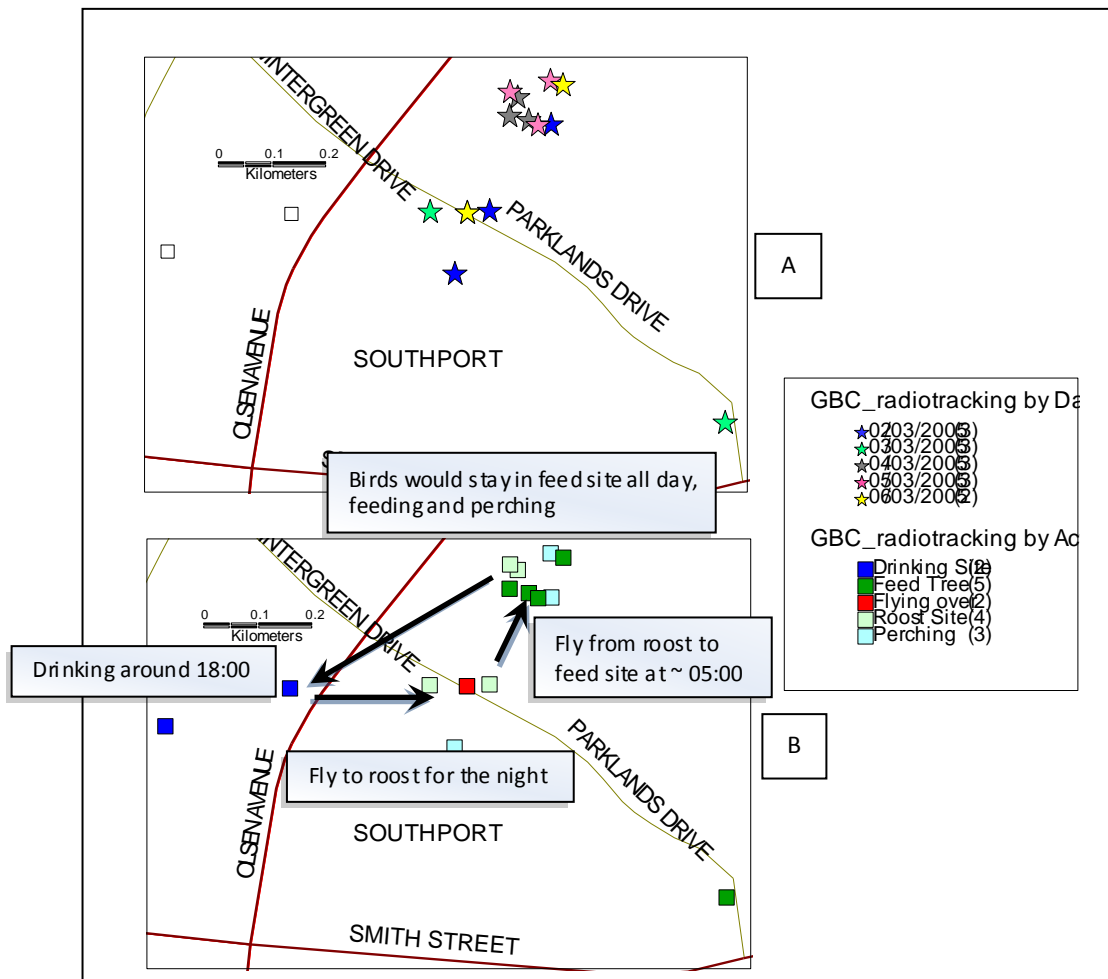 WINTERGREEN DRIVE
0 0.1 0.2
Kilometers
PARKLANDS DRIVE
OLSEN AVENUE
SOUTHPORT
A
Birds would stay in feed site all day,
feeding and perching
GBC_radiotracking by Da
02/03/2005 (3)
03/03/2005 (3)
04/03/2005 (3)
05/03/2005 (3)
06/03/2005 (2)
GBC_radiotracking by Ac
Drinking Site (2)
Feed Tree (5)
Flying over (2)
Roost Site (4)
Perching (3)
INTERGREEN DRIVE
0 0.1 0.2
Kilometers
Drinking around 18:00
Fly from roost to
feed site at ~ 05:00
Fly to roost for the night
PARKLANDS DRIVE
OLSEN AVENUE
SOUTHPORT
SMITH STREET
B